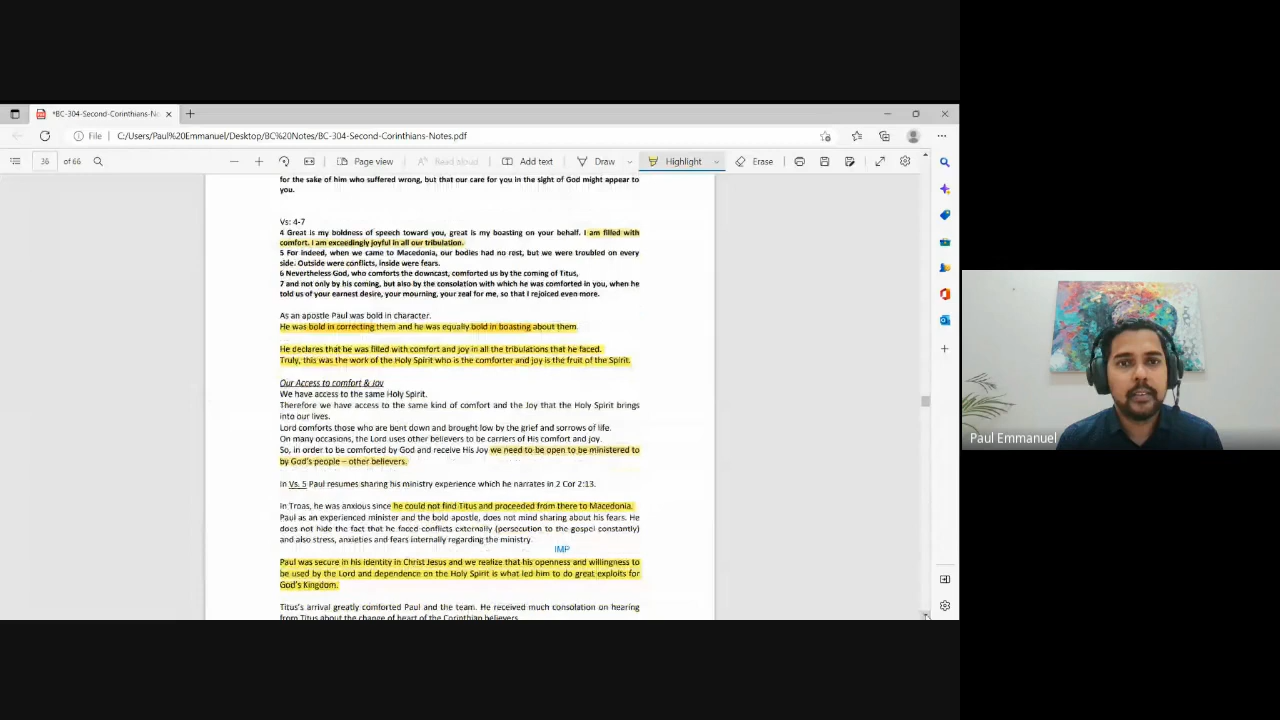 *BC-304-Second-Corinthians-No
File
C:/Users/Paul%20Emmanuel/Desktop/BC%20Notes/BC-304-Second-Corinthians-Notes.pdf
36 of 66
Page view
Read aloud
Add text
Draw
Highlight
Erase
for the sake of him who suffered wrong, but that our care for you in the sight of God might appear to
you.
Vs: 4-7
4 Great is my boldness of speech toward you, great is my boasting on your behalf. I am filled with
comfort. I am exceedingly joyful in all our tribulation.
5 For indeed, when we came to Macedonia, our bodies had no rest, but we were troubled on every
side. Outside were conflicts, inside were fears.
6 Nevertheless God, who comforts the downcast, comforted us by the coming of Titus,
7 and not only by his coming, but also by the consolation with which he was comforted in you, when he
told us of your earnest desire, your mourning, your zeal for me, so that I rejoiced even more.
As an apostle Paul was bold in character.
He was bold in correcting them and he was equally bold in boasting about them.
He declares that he was filled with comfort and joy in all the tribulations that he faced.
Truly, this was the work of the Holy Spirit who is the comforter and joy is the fruit of the Spirit.
Our Access to comfort & Joy
We have access to the same Holy Spirit.
Therefore we have access to the same kind of comfort and the Joy that the Holy Spirit brings
into our lives.
Lord comforts those who are bent down and brought low by the grief and sorrows of life.
On many occasions, the Lord uses other believers to be carriers of His comfort and joy.
So, in order to be comforted by God and receive His Joy we need to be open to be ministered to
by God's people – other believers.
In Vs. 5 Paul resumes sharing his ministry experience which he narrates in 2 Cor 2:13.
In Troas, he was anxious since he could not find Titus and proceeded from there to Macedonia.
Paul as an experienced minister and the bold apostle, does not mind sharing about his fears. He
does not hide the fact that he faced conflicts externally (persecution to the gospel constantly)
and also stress, anxieties and fears internally regarding the ministry.
IMP
Paul was secure in his identity in Christ Jesus and we realize that his openness and willingness to
be used by the Lord and dependence on the Holy Spirit is what led him to do great exploits for
God's Kingdom.
Titus's arrival greatly comforted Paul and the team. He received much consolation on hearing
from Titus about the change of heart of the Corinthian believers.
Paul Emmanuel